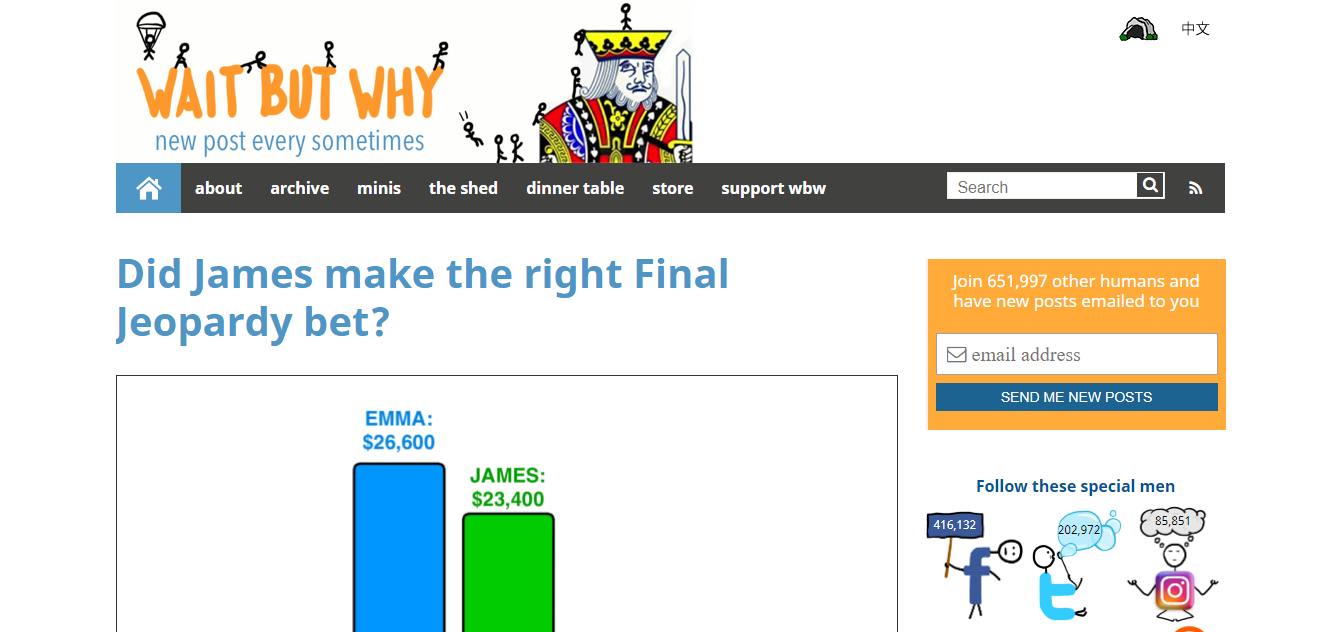 中文
WAIT BUT WHY
new post every sometimes
about archive minis the shed dinner table store support wbw Search
Did James make the right Final
Jeopardy bet?
EMMA:
$26,600
JAMES:
$23,400
Join 651,997 other humans and
have new posts emailed to you
email address
SEND ME NEW POSTS
Follow these special men
416,132 202,972 85,851